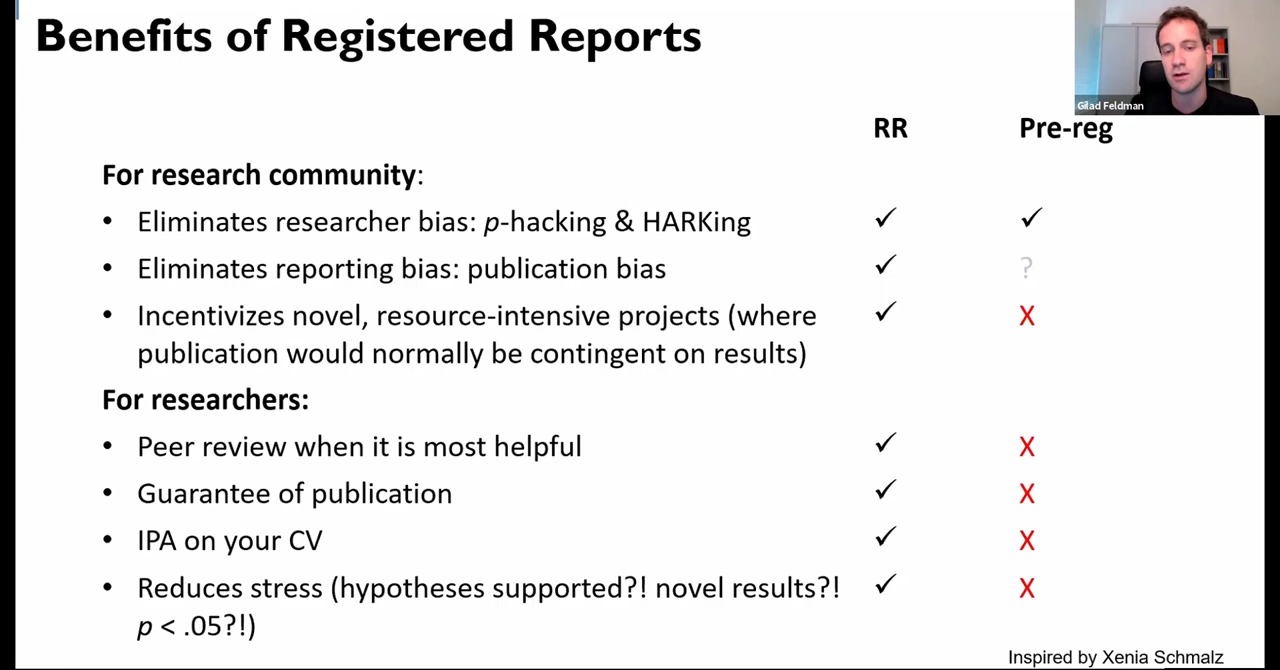 Benefits of Registered Reports
Gilad Feldman
RR Pre-reg
For research community:
• Eliminates researcher bias: p-hacking & HARKing ✓ ✓
• Eliminates reporting bias: publication bias ✓ ?
• Incentivizes novel, resource-intensive projects (where ✓ X
publication would normally be contingent on results)
For researchers:
• Peer review when it is most helpful ✓ X
• Guarantee of publication ✓ X
• IPA on your CV ✓ X
• Reduces stress (hypotheses supported?! novel results?! ✓ X
p < .05?!)
Inspired by Xenia Schmalz